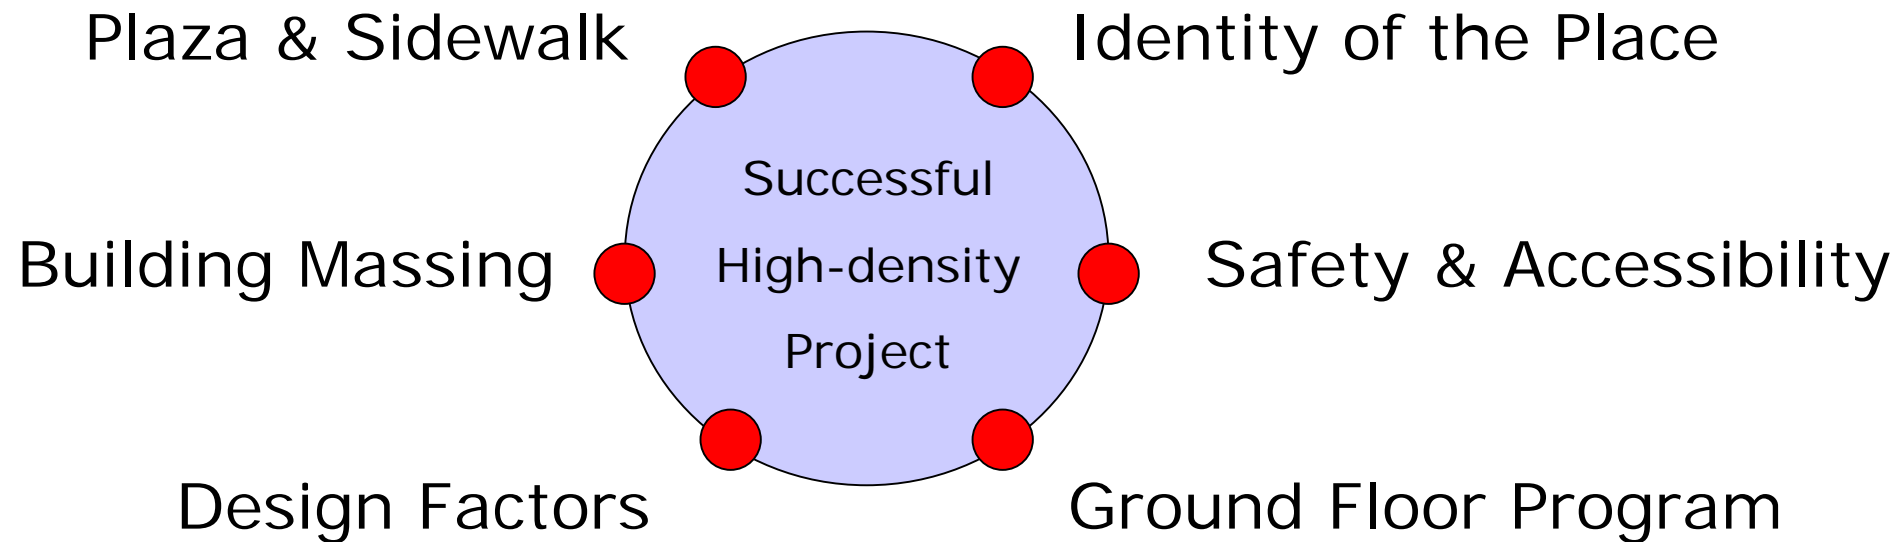 Plaza & Sidewalk
Identity of the Place
Successful
High-density
Project
Building Massing
Safety & Accessibility
Design Factors
Ground Floor Program